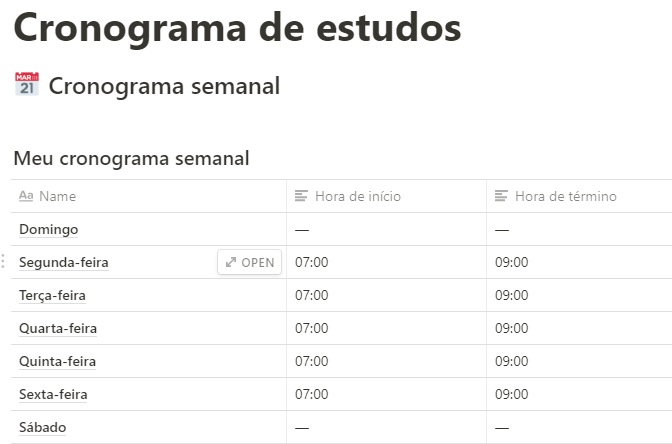 Cronograma de estudos
MAR
21
Cronograma semanal
Meu cronograma semanal
Aa Name Hora de início Hora de término
Domingo — —
Segunda-feira OPEN 07:00 09:00
Terça-feira 07:00 09:00
Quarta-feira 07:00 09:00
Quinta-feira 07:00 09:00
Sexta-feira 07:00 09:00
Sábado — —